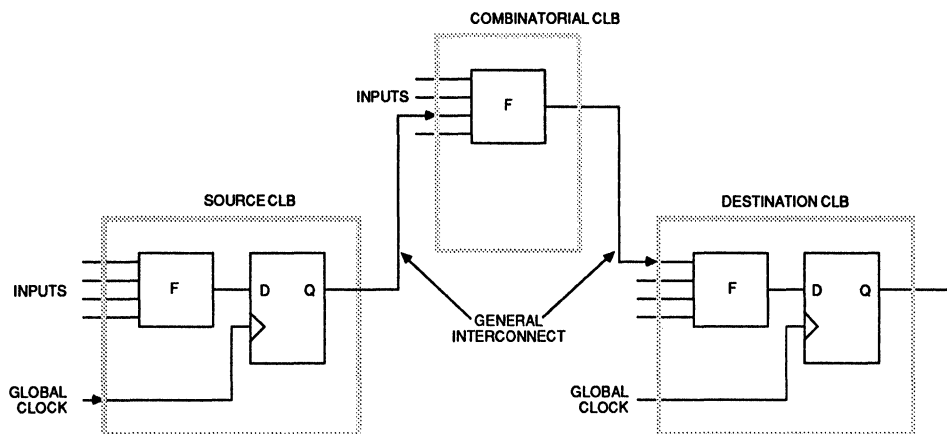 COMBINATORIAL CLB
INPUTS
F
SOURCE CLB
DESTINATION CLB
INPUTS
F
D
Q
F
D
Q
GENERAL
INTERCONNECT
GLOBAL
CLOCK
GLOBAL
CLOCK